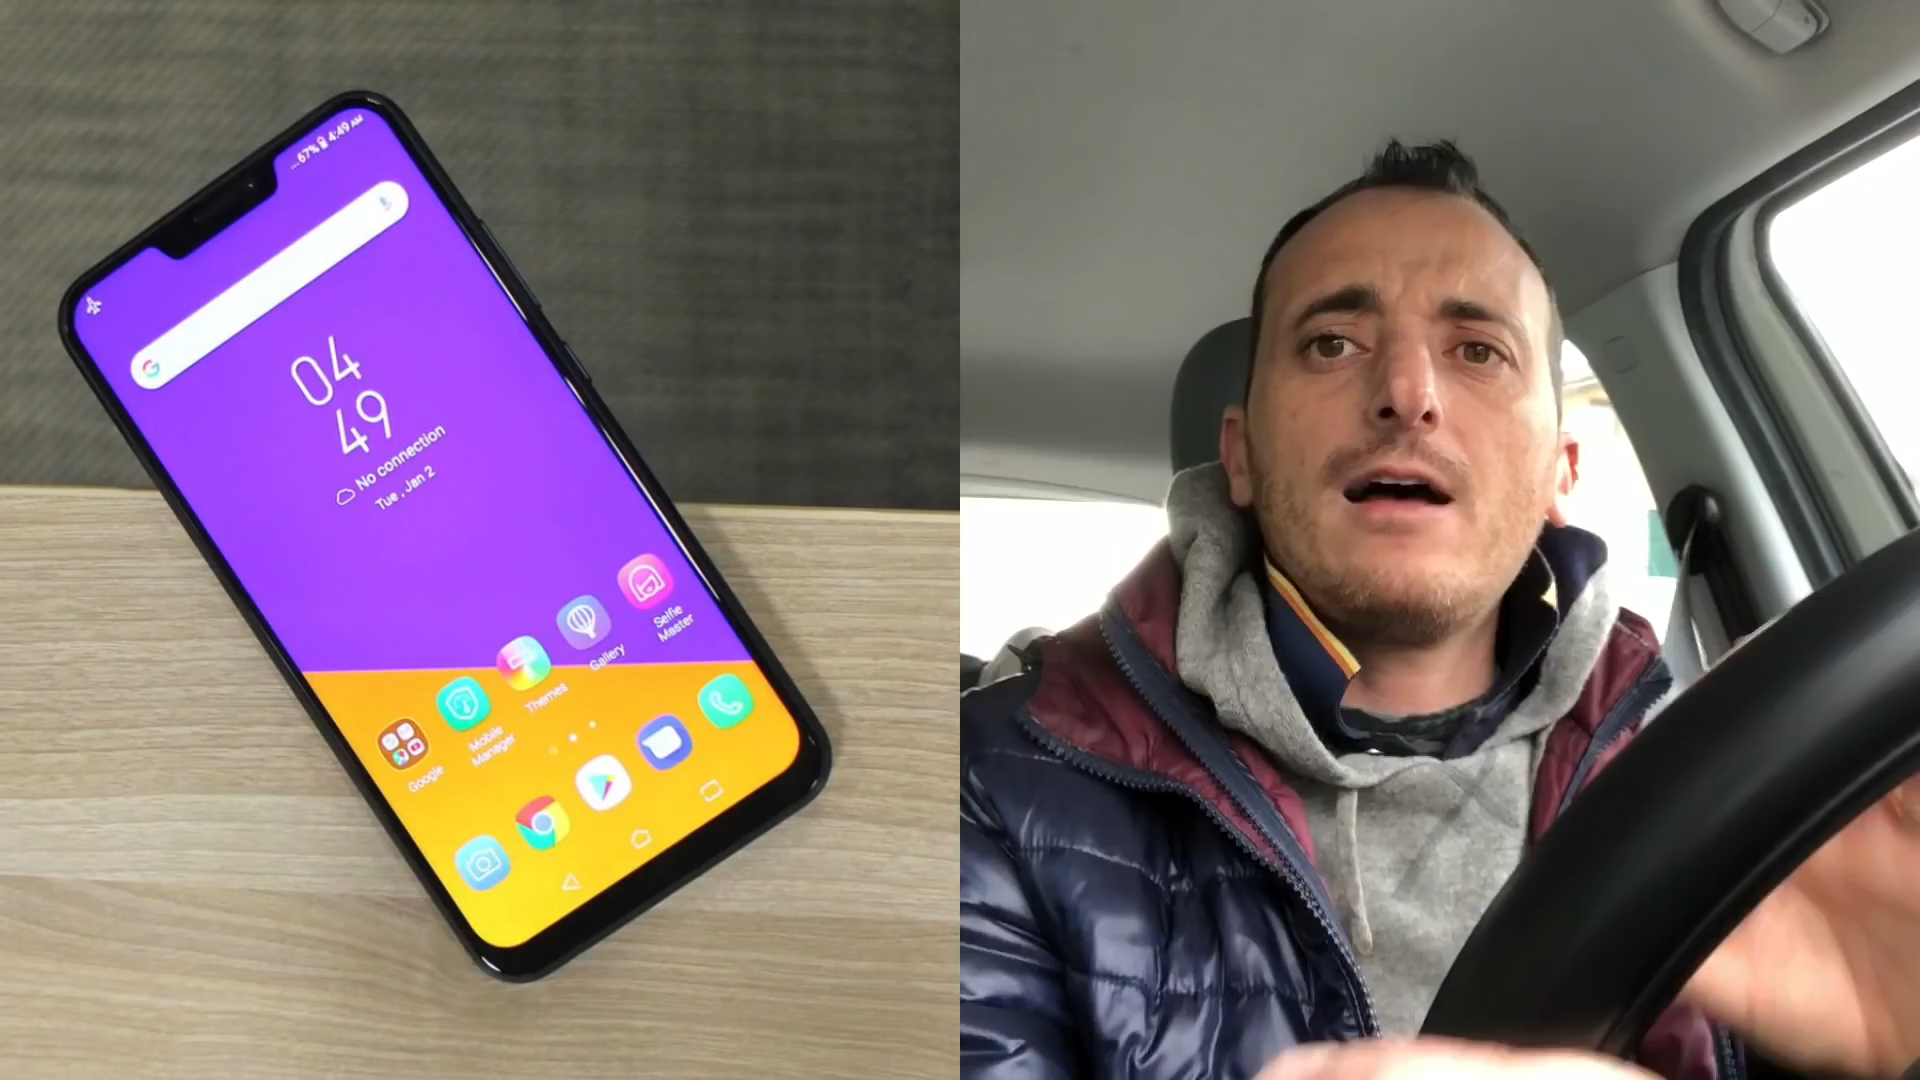 ...67% 4:49 AM
04
49
No connection
Tue , Jan 2
Selfie
Master
Gallery
Themes
Mobile
Manager
Google